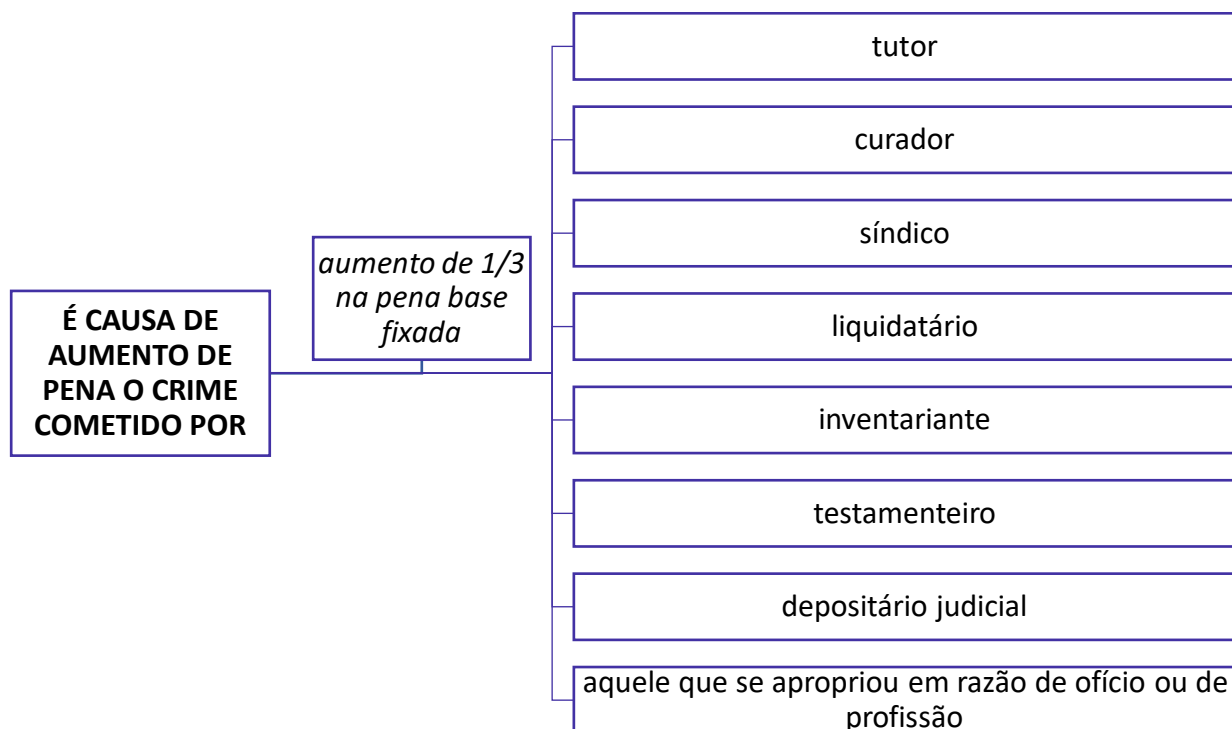 É CAUSA DE
AUMENTO DE
PENA O CRIME
COMETIDO POR
aumento de 1/3
na pena base
fixada
tutor
curador
síndico
liquidatário
inventariante
testamenteiro
depositário judicial
aquele que se apropriou em razão de ofício ou de
profissão